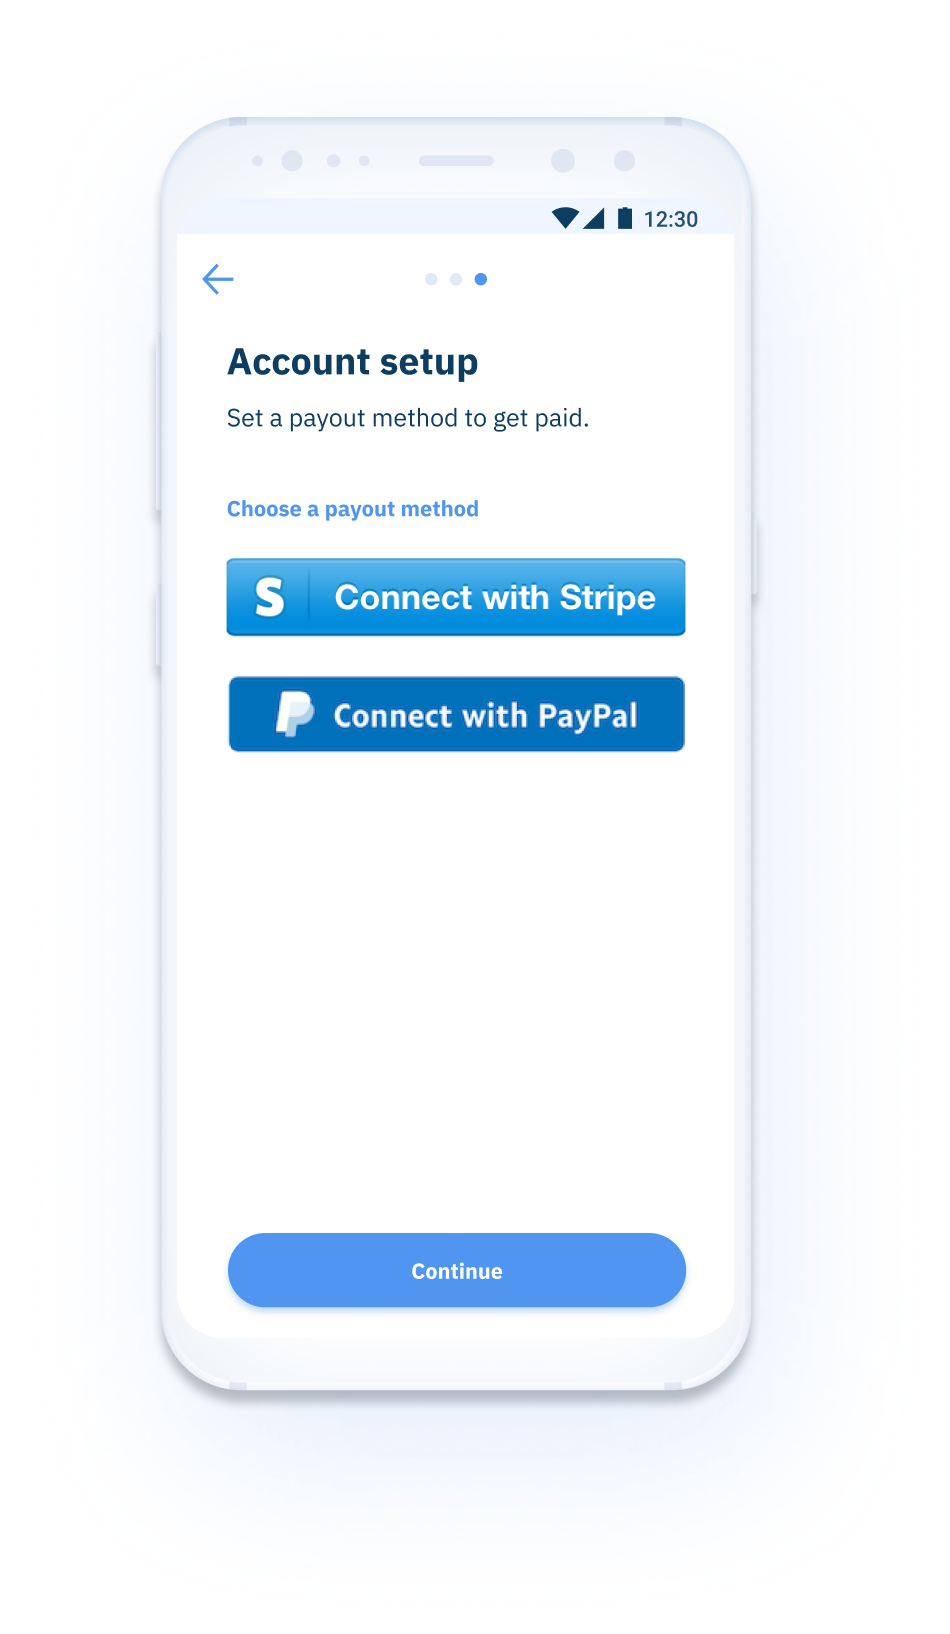 12:30
Account setup
Set a payout method to get paid.
Choose a payout method
S Connect with Stripe
P Connect with PayPal
Continue